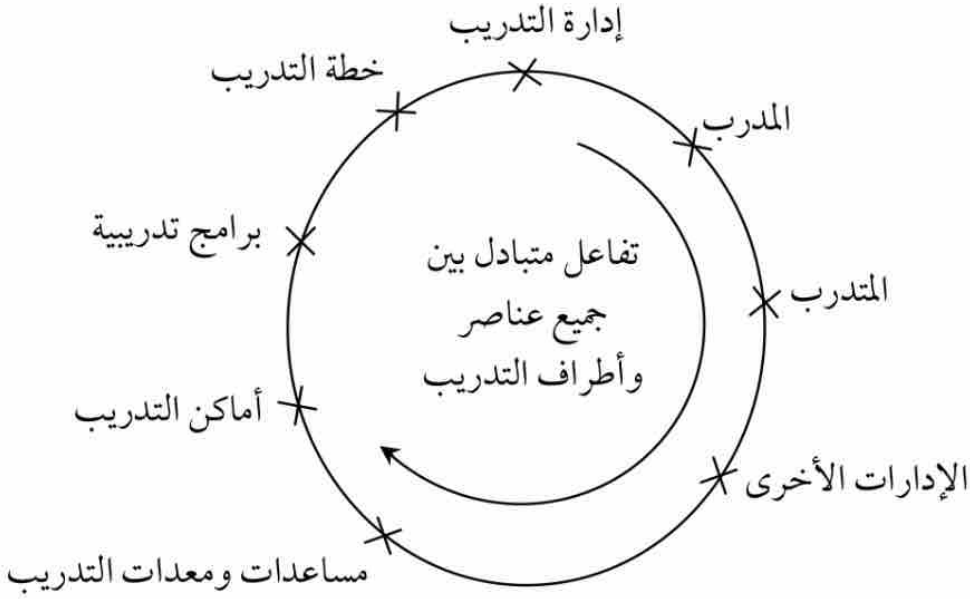 إدارة التدريب
خطة التدريب
المدرب
برامج تدريبية
تفاعل متبادل بين
جميع عناصر
وأطراف التدريب
المتدرب
أماكن التدريب
الإدارات الأخرى
مساعدات ومعدات التدريب